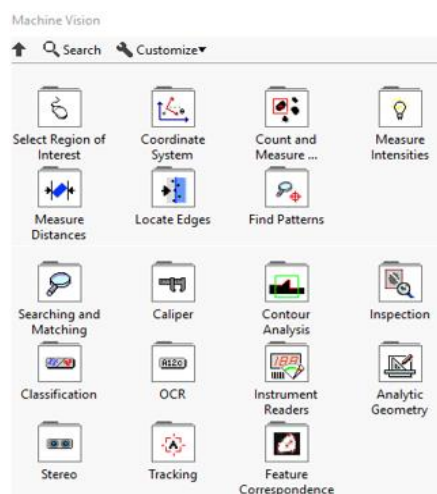 Machine Vision
Search Customize
Select Region of
Interest
Coordinate
System
Count and
Measure ...
Measure
Intensities
Measure
Distances
Locate Edges
Find Patterns
Searching and
Matching
Caliper
Contour
Analysis
Inspection
Classification
A12c
OCR
Instrument
Readers
Analytic
Geometry
Stereo
A
Tracking
Feature
Correspondence